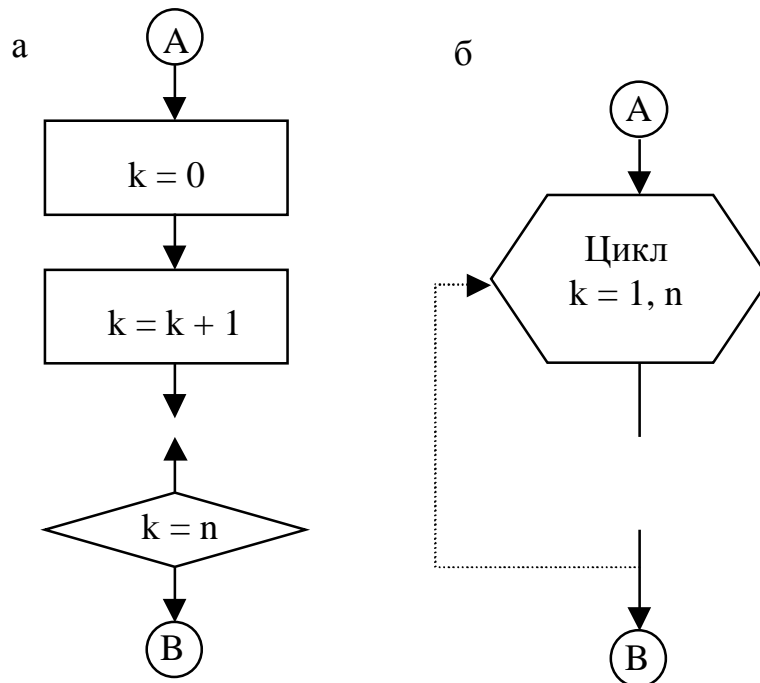 а
А
k = 0
k = k + 1
k = n
В
б
А
Цикл
k = 1, n
В